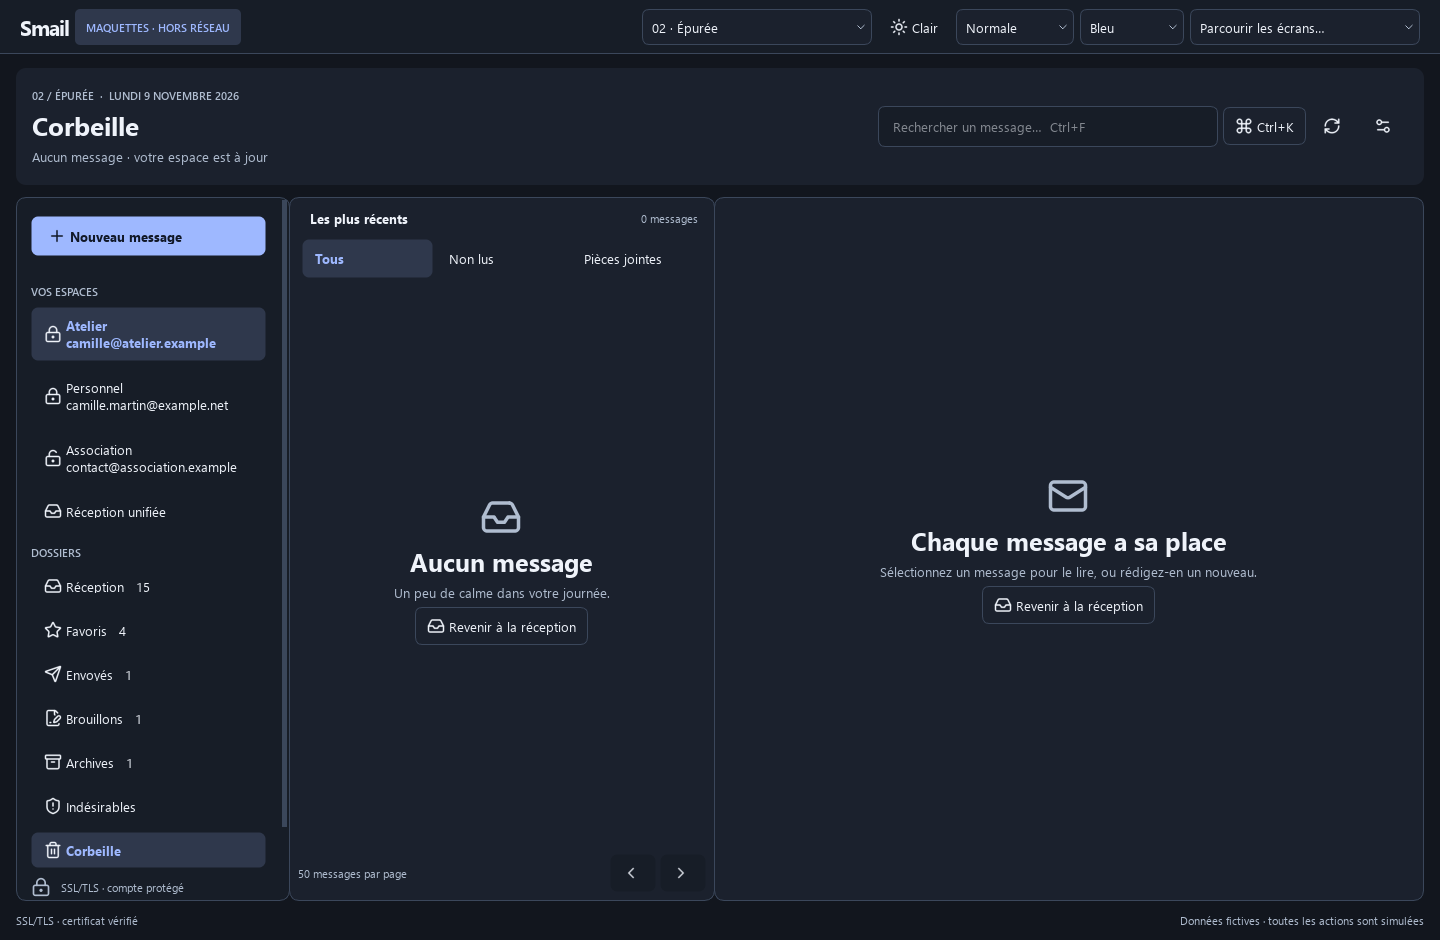 Smail
MAQUETTES · HORS RÉSEAU
02 · Épurée
Clair
Normale
Bleu
Parcourir les écrans...
02 / ÉPURÉE · LUNDI 9 NOVEMBRE 2026
Corbeille
Aucun message · votre espace est à jour
Rechercher un message... Ctrl+F
Ctrl+K
Nouveau message
VOS ESPACES
Atelier
camille@atelier.example
Personnel
camille.martin@example.net
Association
contact@association.example
Réception unifiée
DOSSIERS
Réception 15
Favoris 4
Envoyés 1
Brouillons 1
Archives 1
Indésirables
Corbeille
SSL/TLS · compte protégé
Les plus récents
0 messages
Tous
Non lus
Pièces jointes
Aucun message
Un peu de calme dans votre journée.
Revenir à la réception
50 messages par page
Chaque message a sa place
Sélectionnez un message pour le lire, ou rédigez-en un nouveau.
Revenir à la réception
SSL/TLS · certificat vérifié
Données fictives · toutes les actions sont simulées